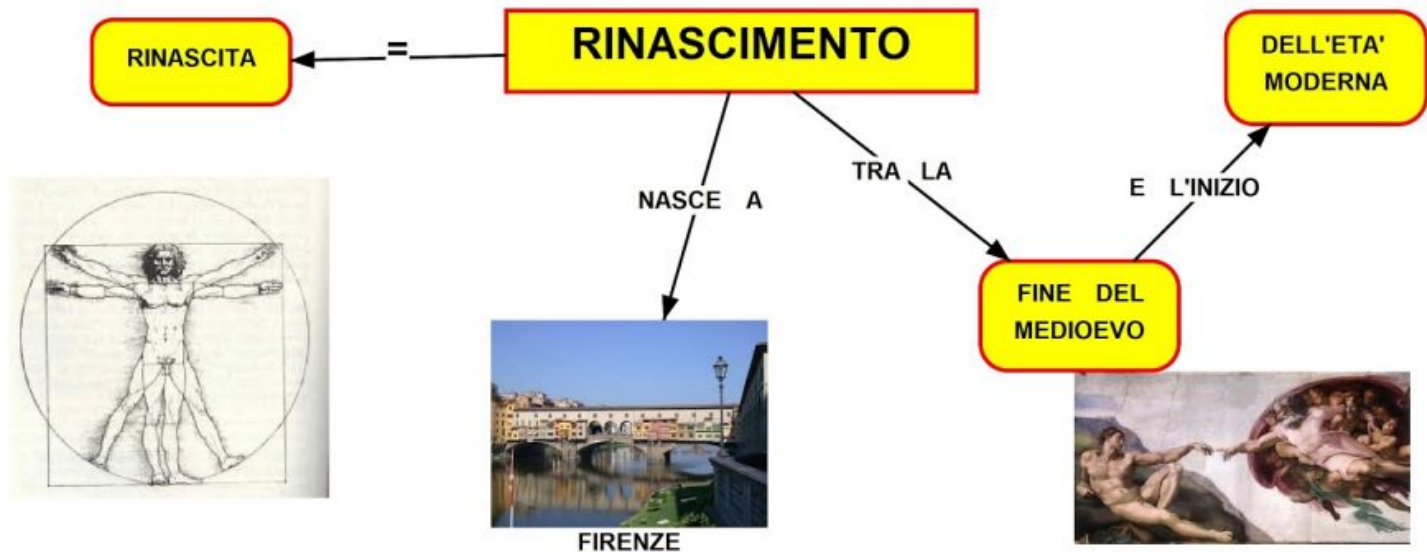 RINASCITA
=
RINASCIMENTO
DELL'ETA'
MODERNA
NASCE A
TRA LA
E L'INIZIO
FINE DEL
MEDIOEVO
FIRENZE